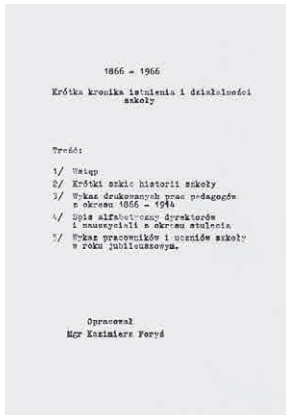 1866 - 1966
Krótka kronika istnienia i działalności
szkoły
Treść:
1/ Wstęp
2/ Krótki szkic historii szkoły
3/ Wykaz drukowanych prac pedagogów
z okresu 1866 - 1914
4/ Spis alfabetyczny dyrektorów
i nauczycieli z okresu stulecia
5/ Wykaz pracowników i uczniów szkoły
w roku jubileuszowym.
Opracował
Mgr Kazimierz Foryś